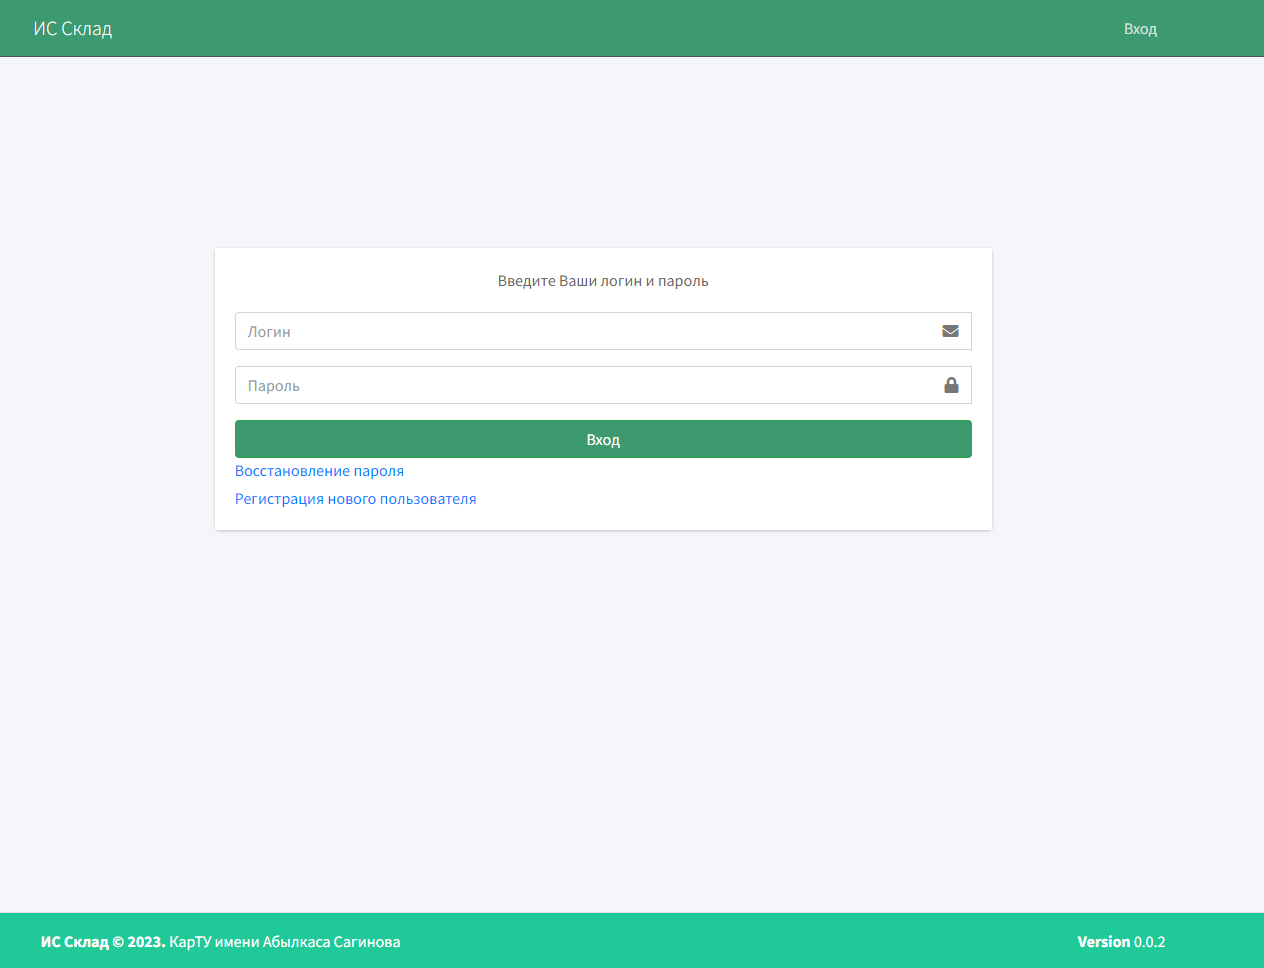 ИС Склад
Вход
Введите Ваши логин и пароль
Логин
Пароль
Вход
Восстановление пароля
Регистрация нового пользователя
ИС Склад © 2023. КарТУ имени Абылкаса Сагинова
Version 0.0.2